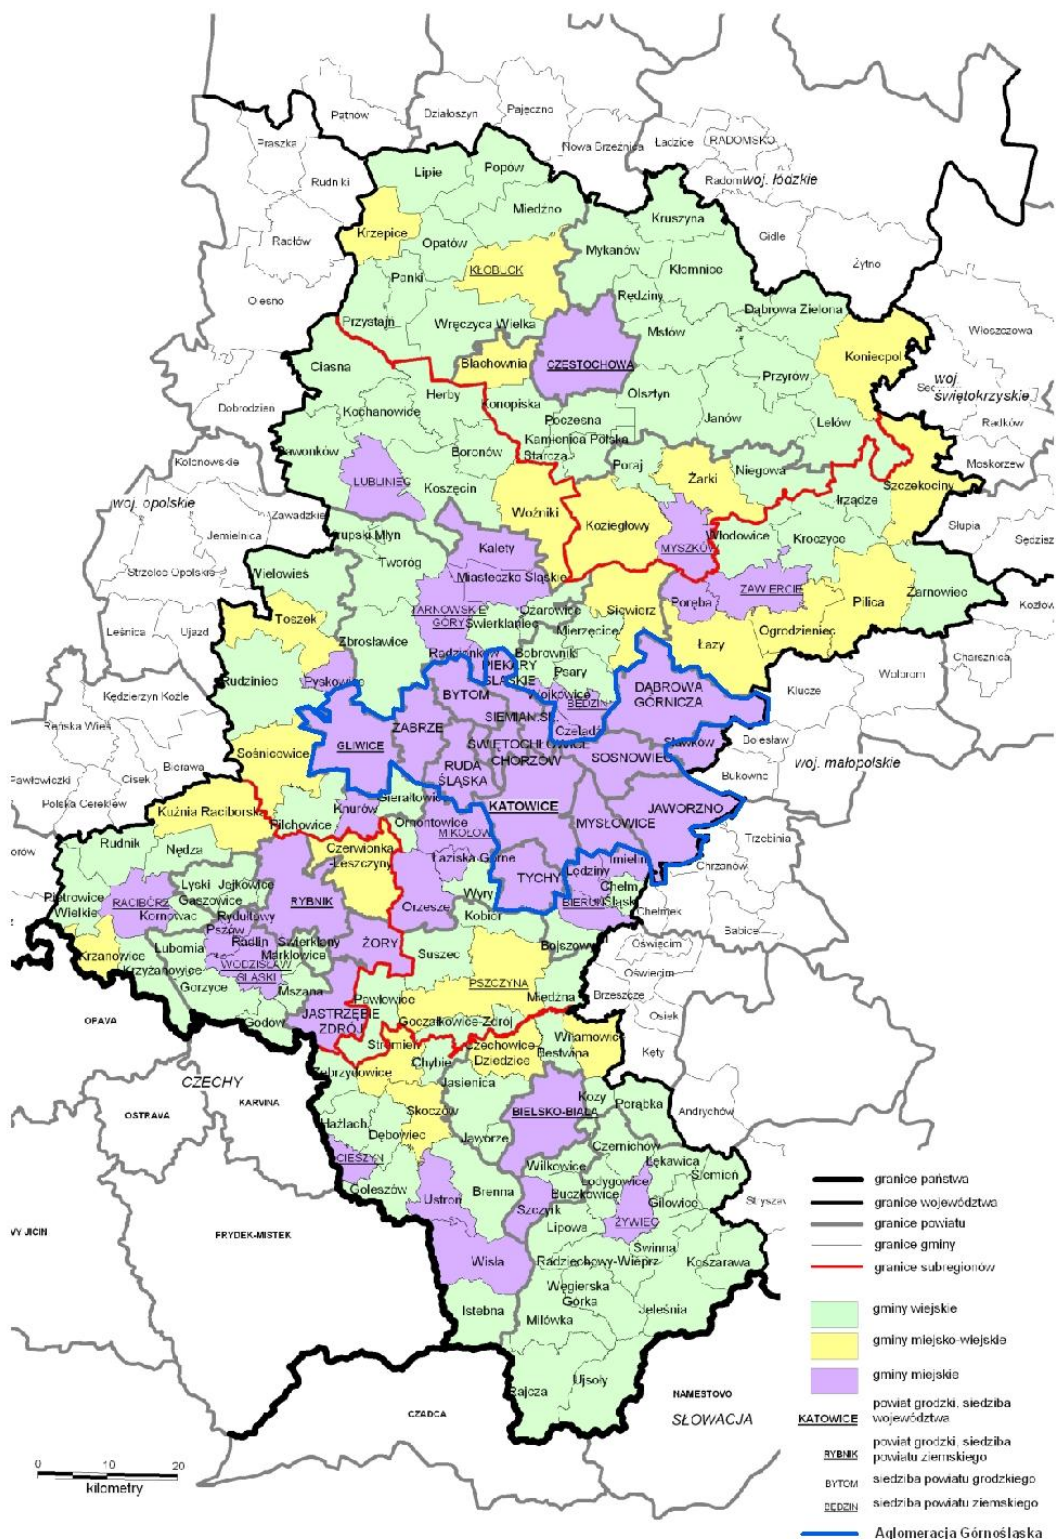 Pątnów
Działoszyn
Pajęczno
Praszka
Nowa Brzeźnica
Ładzice
RADOMSKO
Rudniki
Lipie
Popów
woj. łódzkie
Miedźno
Kruszyna
Krzepice
Gidle
Radłów
Opatów
Mykanów
Żytno
Panki
KŁOBUCK
Kłomnice
Olesno
Rędziny
Dąbrowa Zielona
Przystajń
Wręczyca Wielka
Mstów
Włoszczowa
Koniecpol
Ciasna
Blachownia
CZĘSTOCHOWA
Przyrów
woj.
świętokrzyskie
Dobrodzień
Herby
Olsztyn
Kochanowice
Konopiska
Janów
Lelów
Radków
Poczesna
Kamienica Polska
Kolonowskie
Pawonków
Boronów
Starcza
Poraj
Niegowa
Moskorzew
LUBLINIEC
Koszęcin
Żarki
Szczekociny
woj. opolskie
Zawadzkie
Woźniki
Koziegłowy
Irządze
Jemielnica
Krupski Młyn
Kalety
MYSZKÓW
Włodowice
Kroczyce
Słupia
Tworóg
Strzelce Opolskie
Wielowieś
Miasteczko Śląskie
ZAWIERCIE
Pilica
Żarnowiec
TARNOWSKIE
GÓRY
Ożarowice
Siewierz
Poręba
Toszek
Świerklaniec
Mierzęcice
Ogrodzieniec
Leśnica
Ujazd
Zbrosławice
Łazy
Radzionków
Bobrowniki
Charsznica
Rudziniec
Pyskowice
PIEKARY
ŚLĄSKIE
Psary
Wolbrom
Kędzierzyn Koźle
BYTOM
Wojkowice
BĘDZIN
DĄBROWA
GÓRNICZA
Klucze
Reńska Wieś
ZABRZE
SIEMIAN.ŚL.
Czeladź
GLIWICE
ŚWIĘTOCHŁOWICE
Sławków
Bolesław
Sośnicowice
CHORZÓW
SOSNOWIEC
woj. małopolskie
Pawłowiczki
Cisek
Bierawa
RUDA
ŚLĄSKA
Bukowno
Polska Cerekiew
Gierałtowice
KATOWICE
JAWORZNO
Kuźnia Raciborska
Pilchowice
Knurów
Ornontowice
MIKOŁÓW
MYSŁOWICE
Trzebinia
Rudnik
Nędza
Czerwionka
-Leszczyny
Łaziska Górne
Imielin
Chrzanów
Lyski
Jejkowice
TYCHY
Lędziny
Pietrowice
Wielkie
RACIBÓRZ
Gaszowice
RYBNIK
Wyry
Chełm
Śląski
Kornowac
Rydułtowy
Orzesze
BIERUŃ
Chełmek
Pszów
Kobiór
Babice
Krzanowice
Lubomia
Radlin
Świerklany
ŻORY
Bojszowy
Marklowice
Suszec
Oświęcim
Krzyżanowice
WODZISŁAW
ŚLĄSKI
PSZCZYNA
Oświęcim
Gorzyce
Mszana
Pawłowice
Miedźna
Brzeszcze
JASTRZĘBIE
ZDRÓJ
Goczałkowice-Zdrój
Osiek
OPAVA
Godów
Strumień
Wilamowice
Czechowice-
Dziedzice
Bestwina
Kęty
Zebrzydowice
Chybie
CZECHY
Jasienica
KARVINA
OSTRAVA
Skoczów
BIELSKO-BIAŁA
Kozy
Porąbka
Andrychów
Hażlach
Dębowiec
Jaworze
Czernichów
CIESZYN
Wilkowice
Łękawica
Ślemień
Goleszów
Brenna
Łodygowice
Ustroń
Buczkowice
Gilowice
Szczyrk
ŻYWIEC
VY JICIN
FRYDEK-MISTEK
Lipowa
Świnna
Wisła
Radziechowy-Wieprz
Koszarawa
Węgierska
Górka
Istebna
Milówka
Jeleśnia
Rajcza
Ujsoły
NAMESTOVO
CZADCA
SŁOWACJA
0 10 20
kilometry
granice państwa
granice województwa
granice powiatu
granice gminy
granice subregionów
gminy wiejskie
gminy miejsko-wiejskie
gminy miejskie
KATOWICE powiat grodzki, siedziba
województwa
RYBNIK powiat grodzki, siedziba
powiatu ziemskiego
BYTOM siedziba powiatu grodzkiego
BĘDZIN siedziba powiatu ziemskiego
Aglomeracja Górnośląska